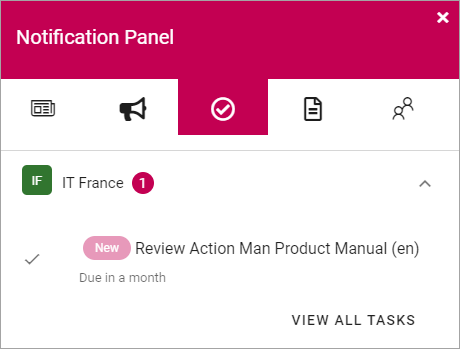 Notification Panel
IF IT France 1
New Review Action Man Product Manual (en)
Due in a month
VIEW ALL TASKS